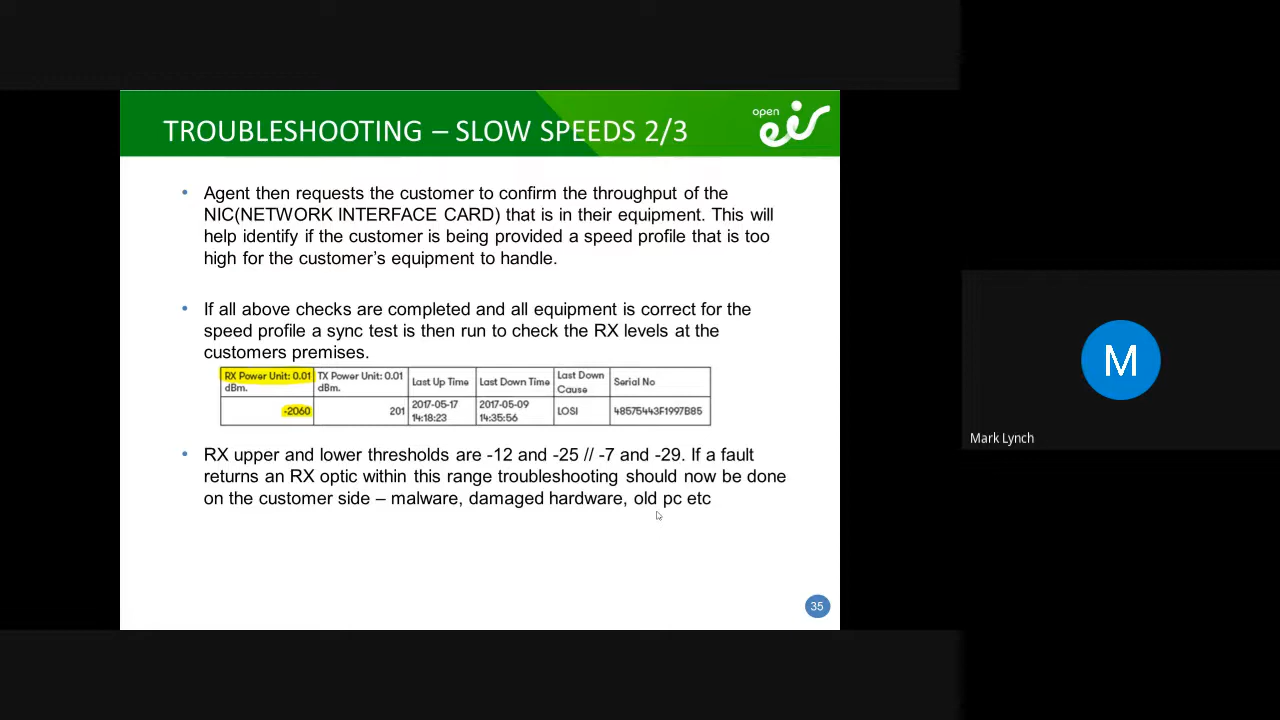 TROUBLESHOOTING – SLOW SPEEDS 2/3
open
eir
• Agent then requests the customer to confirm the throughput of the
NIC(NETWORK INTERFACE CARD) that is in their equipment. This will
help identify if the customer is being provided a speed profile that is too
high for the customer's equipment to handle.
• If all above checks are completed and all equipment is correct for the
speed profile a sync test is then run to check the RX levels at the
customers premises.
RX Power Unit: 0.01 dBm. TX Power Unit: 0.01 dBm. Last Up Time Last Down Time Last Down Cause Serial No
-2060 201 2017-05-17 14:18:23 2017-05-09 14:35:56 LOSI 48575443F1997B85
• RX upper and lower thresholds are -12 and -25 // -7 and -29. If a fault
returns an RX optic within this range troubleshooting should now be done
on the customer side – malware, damaged hardware, old pc etc
35
M
Mark Lynch